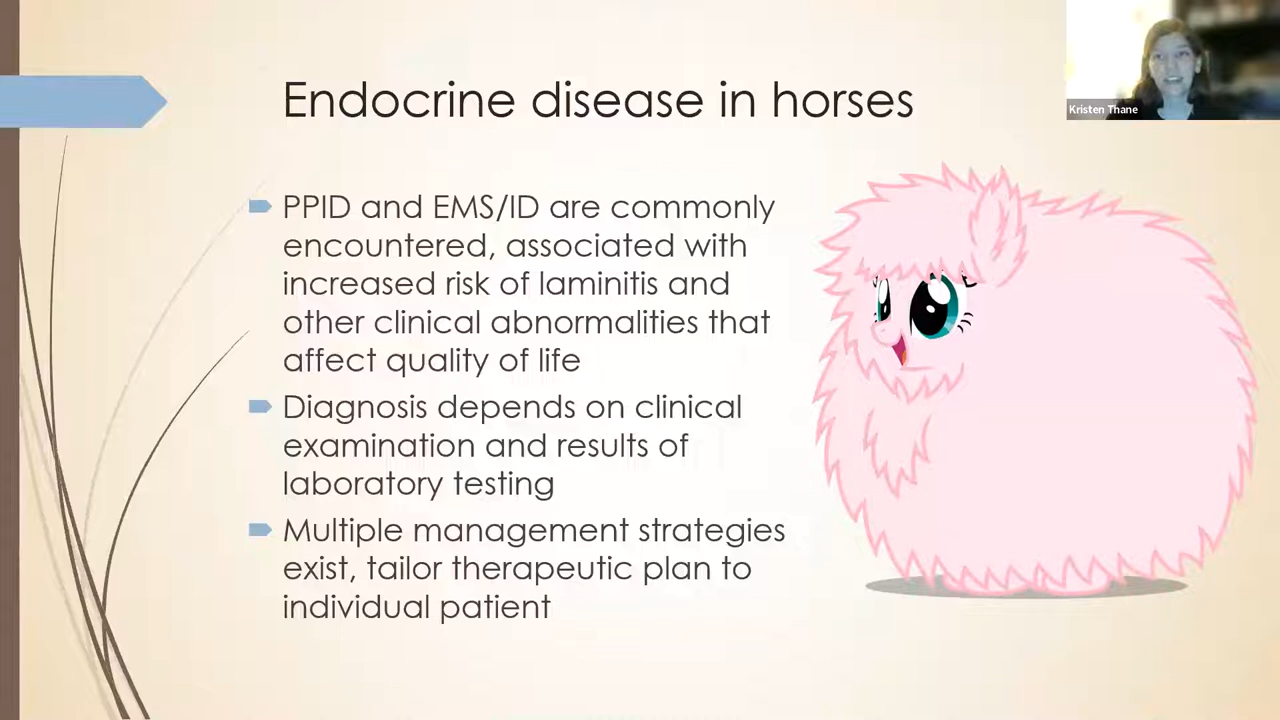 Endocrine disease in horses
Kristen Thane
PPID and EMS/ID are commonly
encountered, associated with
increased risk of laminitis and
other clinical abnormalities that
affect quality of life
Diagnosis depends on clinical
examination and results of
laboratory testing
Multiple management strategies
exist, tailor therapeutic plan to
individual patient